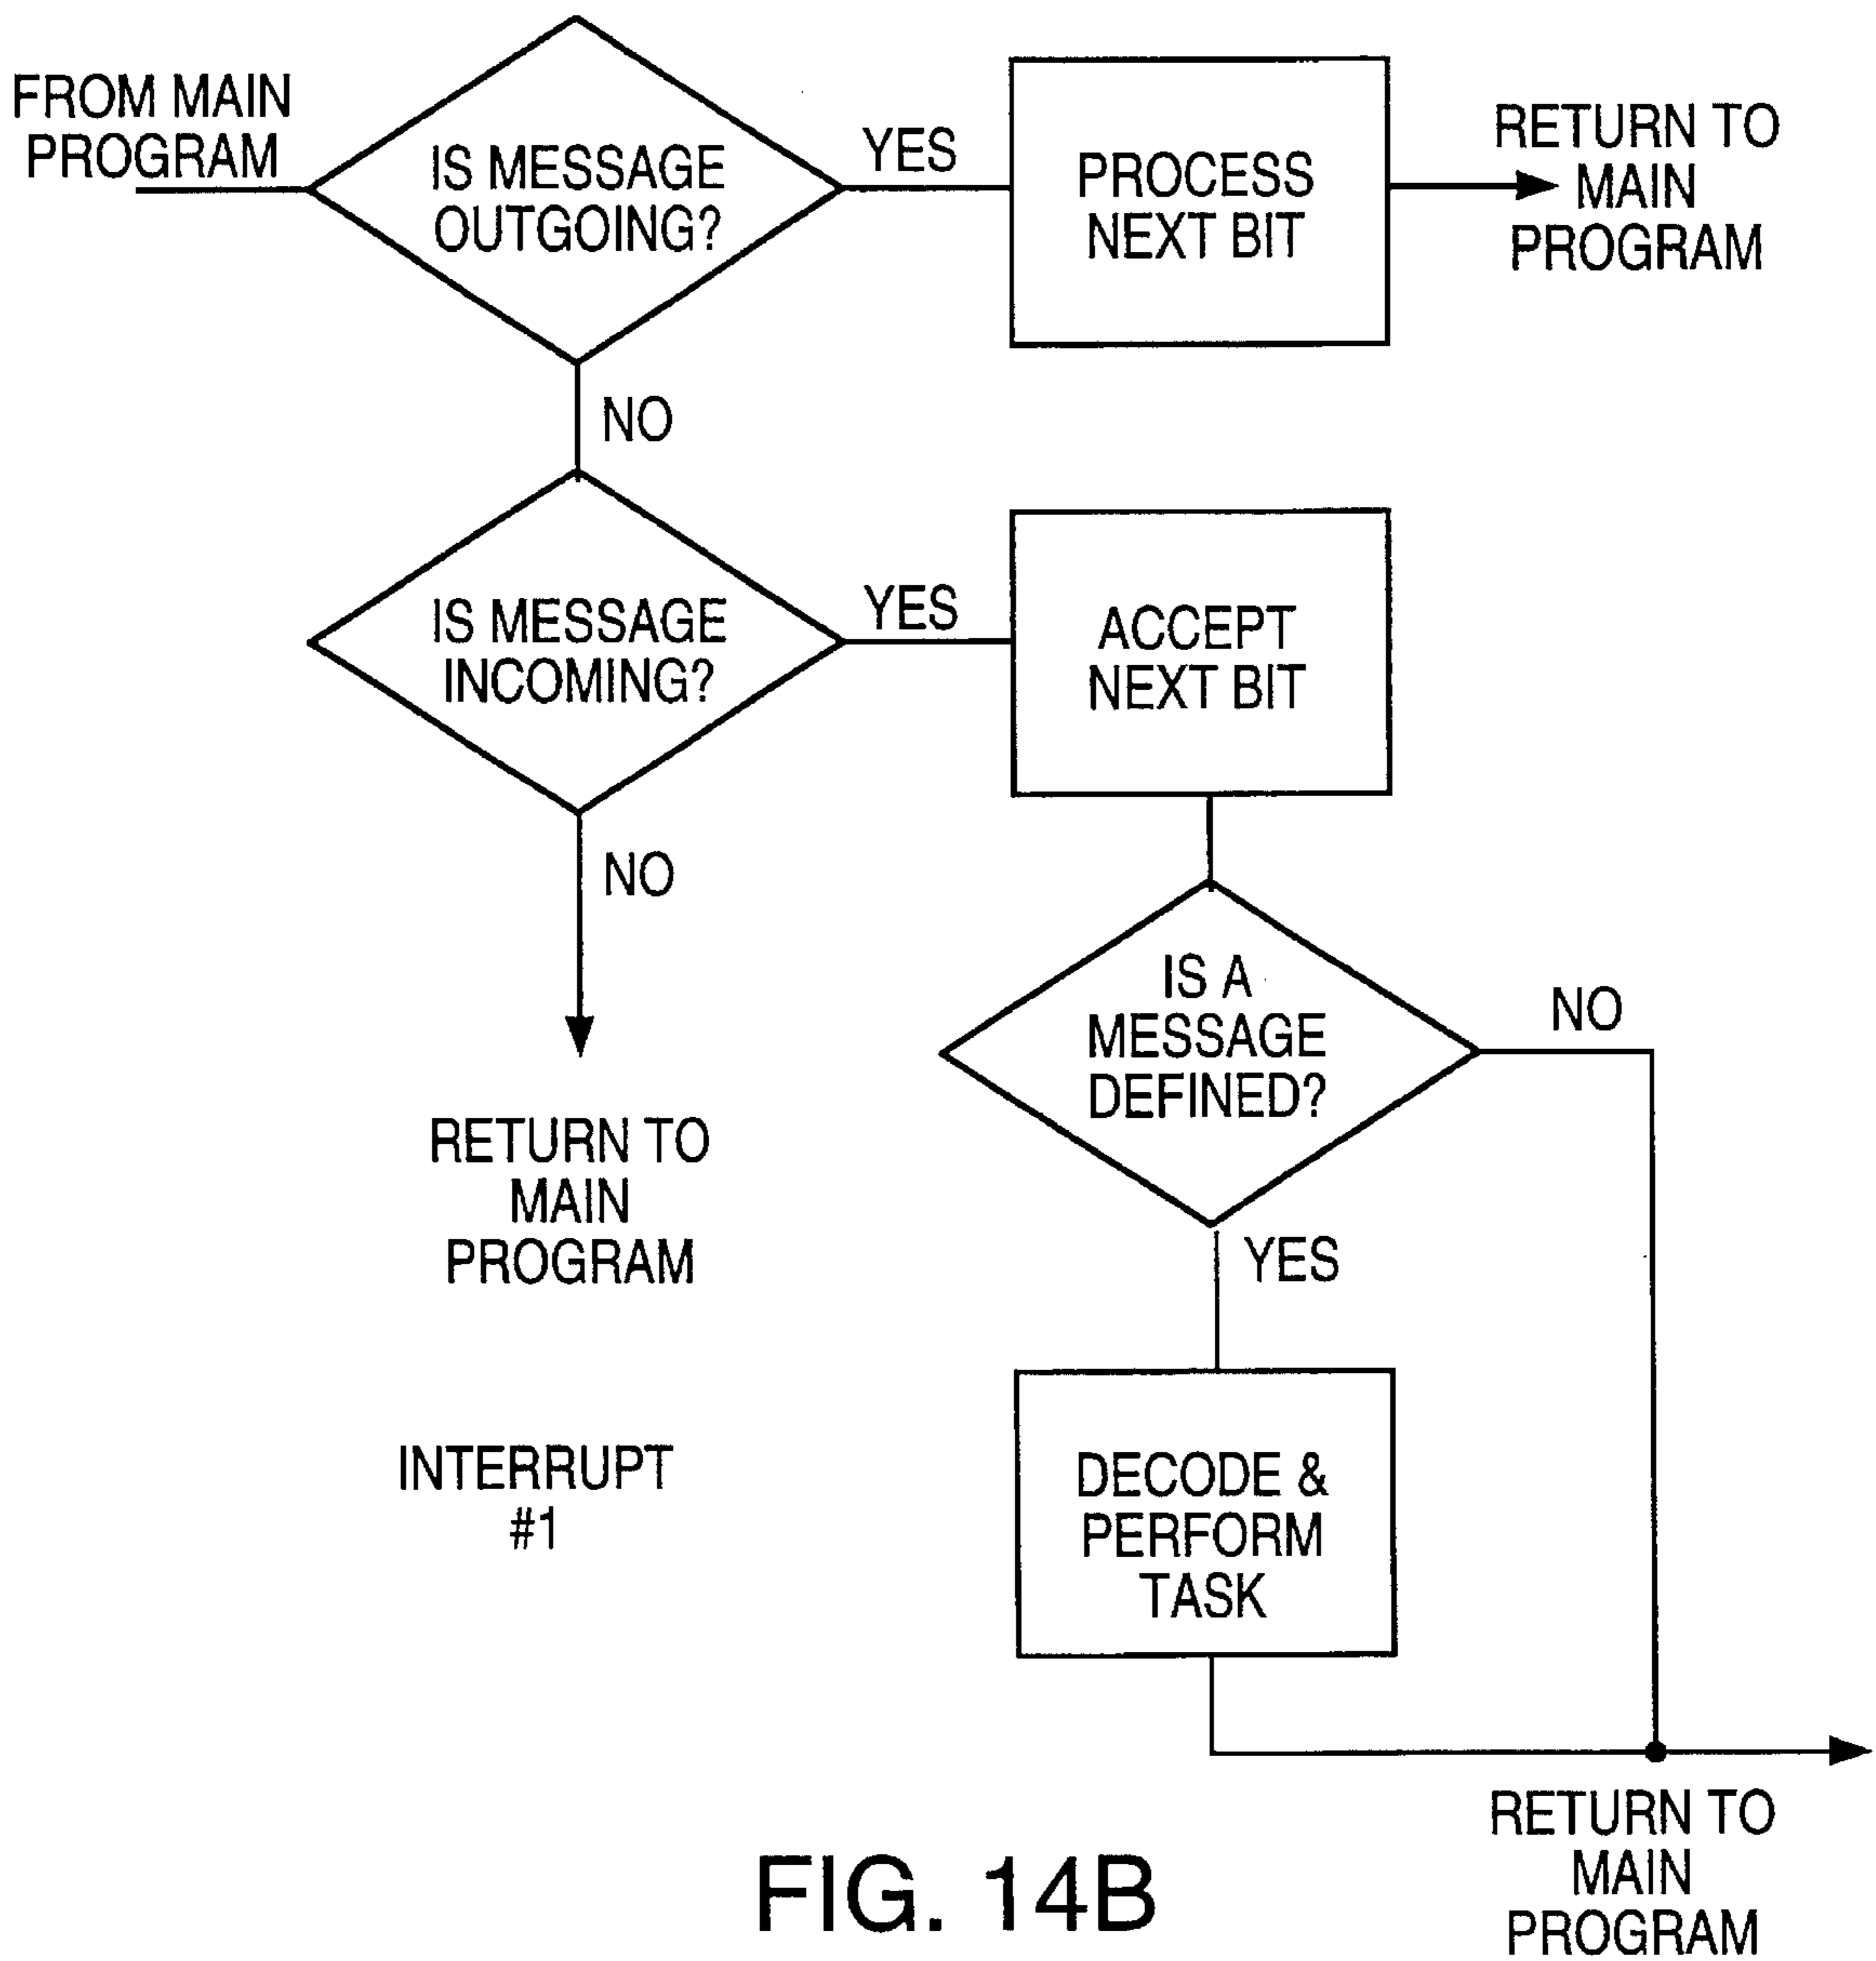 FROM MAIN
PROGRAM
IS MESSAGE
OUTGOING?
YES
PROCESS
NEXT BIT
RETURN TO
MAIN
PROGRAM
NO
IS MESSAGE
INCOMING?
YES
ACCEPT
NEXT BIT
NO
RETURN TO
MAIN
PROGRAM
IS A
MESSAGE
DEFINED?
NO
YES
DECODE &
PERFORM
TASK
RETURN TO
MAIN
PROGRAM
INTERRUPT
#1
FIG. 14B